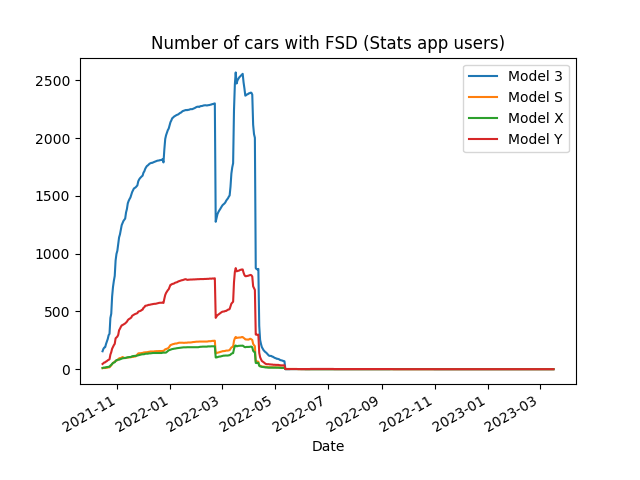 Number of cars with FSD (Stats app users)
2500
2000
1500
1000
500
0
Model 3
Model S
Model X
Model Y
2021-11
2022-01
2022-03
2022-05
2022-07
2022-09
2022-11
2023-01
2023-03
Date